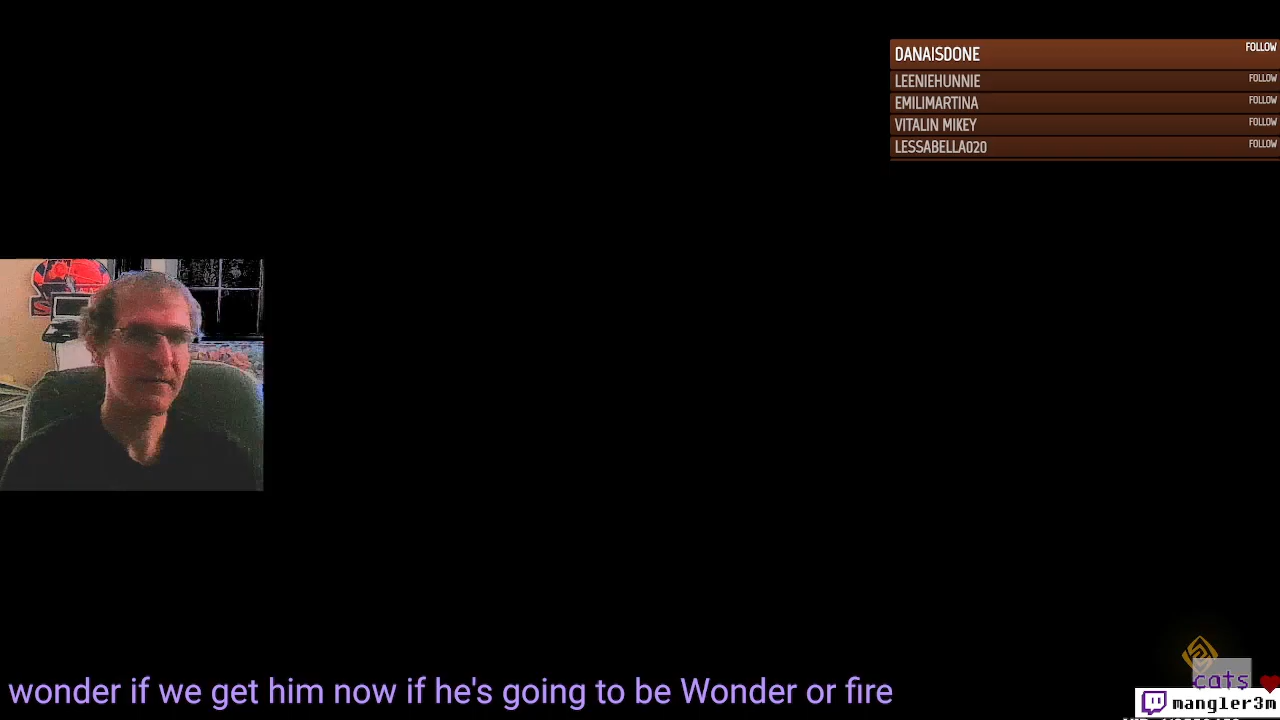 DANAISDONE FOLLOW
LEENIEHUNNIE FOLLOW
EMILIMARTINA FOLLOW
VITALIN MIKEY FOLLOW
LESSABELLA020 FOLLOW
wonder if we get him now if he's going to be Wonder or fire
cats
mangler3m